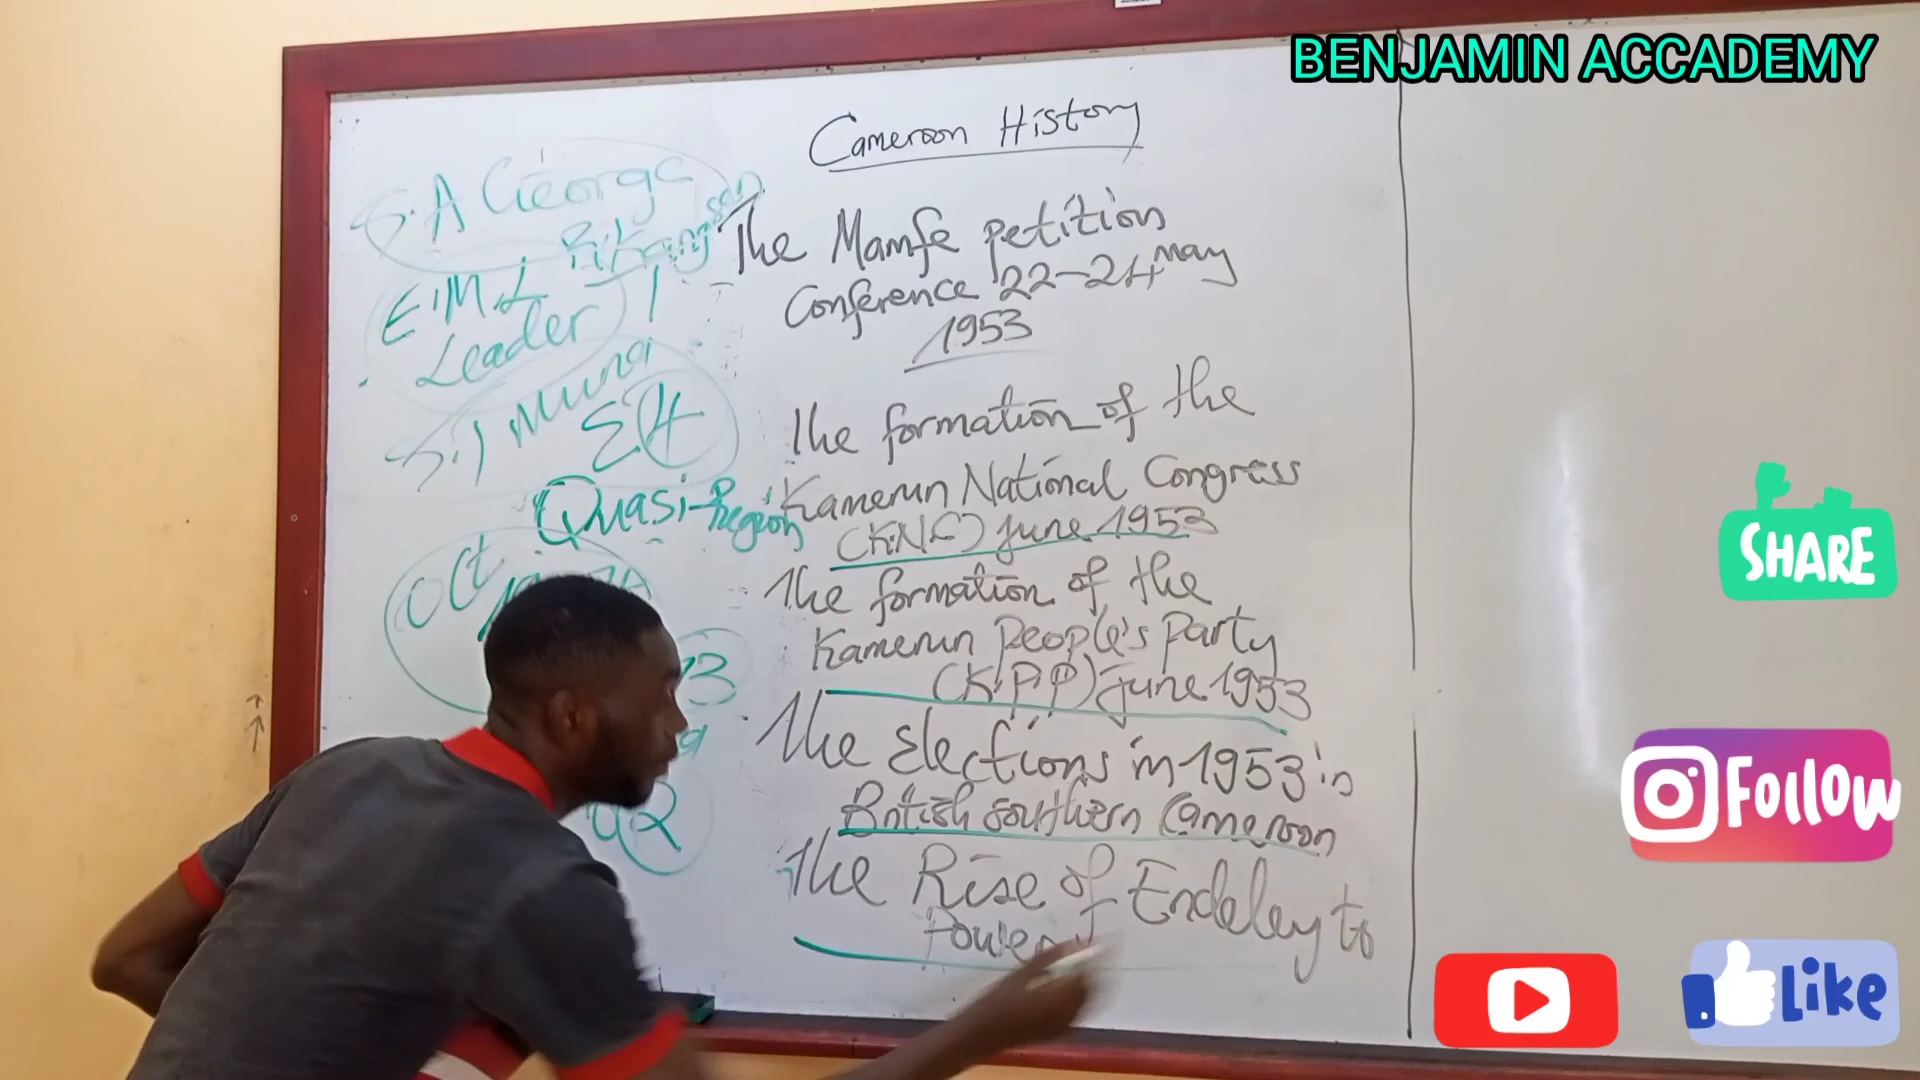 BENJAMIN ACCADEMY
Cameroon History
The Mamfe petition
Conference 22-24 May
1953
The formation of the
Kamerun National Congress
(KNC) June 1953
The formation of the
Kamerun People's Party
(K.P.P) June 1953
The Elections in 1953 in
British Southern Cameroon
The Rise of Endeley to
Power
S.A George
E.M.L
Leader
S.T Muna
Quasi-Region
Oct
SHARE
Follow
Like